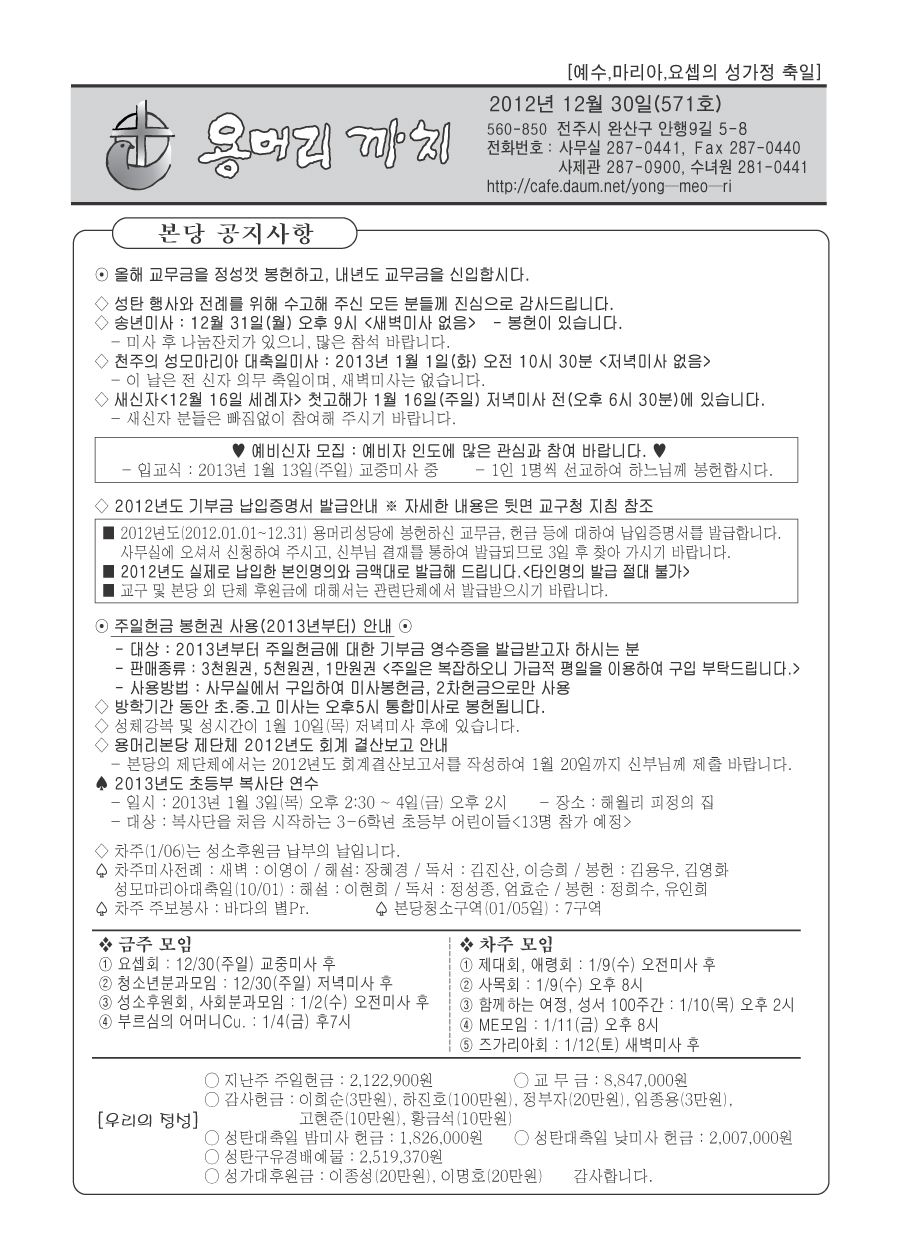 [예수,마리아,요셉의 성가정 축일]
용머리 까치
2012년 12월 30일(571호)
560-850 전주시 완산구 안행9길 5-8
전화번호 : 사무실 287-0441, Fax 287-0440
사제관 287-0900, 수녀원 281-0441
http://cafe.daum.net/yong─meo─ri
본당 공지사항
⊙ 올해 교무금을 정성껏 봉헌하고, 내년도 교무금을 신입합시다.
◇ 성탄 행사와 전례를 위해 수고해 주신 모든 분들께 진심으로 감사드립니다.
◇ 송년미사 : 12월 31일(월) 오후 9시 <새벽미사 없음> - 봉헌이 있습니다.
- 미사 후 나눔잔치가 있으니, 많은 참석 바랍니다.
◇ 천주의 성모마리아 대축일미사 : 2013년 1월 1일(화) 오전 10시 30분 <저녁미사 없음>
- 이 날은 전 신자 의무 축일이며, 새벽미사는 없습니다.
◇ 새신자<12월 16일 세례자> 첫고해가 1월 16일(주일) 저녁미사 전(오후 6시 30분)에 있습니다.
- 새신자 분들은 빠짐없이 참여해 주시기 바랍니다.
♥ 예비신자 모집 : 예비자 인도에 많은 관심과 참여 바랍니다. ♥
- 입교식 : 2013년 1월 13일(주일) 교중미사 중 - 1인 1명씩 선교하여 하느님께 봉헌합시다.
◇ 2012년도 기부금 납입증명서 발급안내 ※ 자세한 내용은 뒷면 교구청 지침 참조
■ 2012년도(2012.01.01~12.31) 용머리성당에 봉헌하신 교무금, 헌금 등에 대하여 납입증명서를 발급합니다.
사무실에 오셔서 신청하여 주시고, 신부님 결재를 통하여 발급되므로 3일 후 찾아 가시기 바랍니다.
■ 2012년도 실제로 납입한 본인명의와 금액대로 발급해 드립니다.<타인명의 발급 절대 불가>
■ 교구 및 본당 외 단체 후원금에 대해서는 관련단체에서 발급받으시기 바랍니다.
⊙ 주일헌금 봉헌권 사용(2013년부터) 안내 ⊙
- 대상 : 2013년부터 주일헌금에 대한 기부금 영수증을 발급받고자 하시는 분
- 판매종류 : 3천원권, 5천원권, 1만원권 <주일은 복잡하오니 가급적 평일을 이용하여 구입 부탁드립니다.>
- 사용방법 : 사무실에서 구입하여 미사봉헌금, 2차헌금으로만 사용
◇ 방학기간 동안 초.중.고 미사는 오후5시 통합미사로 봉헌됩니다.
◇ 성체강복 및 성시간이 1월 10일(목) 저녁미사 후에 있습니다.
◇ 용머리본당 제단체 2012년도 회계 결산보고 안내
- 본당의 제단체에서는 2012년도 회계결산보고서를 작성하여 1월 20일까지 신부님께 제출 바랍니다.
♠ 2013년도 초등부 복사단 연수
- 일시 : 2013년 1월 3일(목) 오후 2:30 ~ 4일(금) 오후 2시 - 장소 : 해월리 피정의 집
- 대상 : 복사단을 처음 시작하는 3-6학년 초등부 어린이들<13명 참가 예정>
◇ 차주(1/06)는 성소후원금 납부의 날입니다.
♤ 차주미사전례 : 새벽 : 이영이 / 해설: 장혜경 / 독서 : 김진산, 이승희 / 봉헌 : 김용우, 김영화
성모마리아대축일(10/01) : 해설 : 이현희 / 독서 : 정성종, 엄효순 / 봉헌 : 정희수, 유인희
♤ 차주 주보봉사 : 바다의 별Pr. ♤ 본당청소구역(01/05일) : 7구역
❖ 금주 모임
① 요셉회 : 12/30(주일) 교중미사 후
② 청소년분과모임 : 12/30(주일) 저녁미사 후
③ 성소후원회, 사회분과모임 : 1/2(수) 오전미사 후
④ 부르심의 어머니Cu. : 1/4(금) 후7시
❖ 차주 모임
① 제대회, 애령회 : 1/9(수) 오전미사 후
② 사목회 : 1/9(수) 오후 8시
③ 함께하는 여정, 성서 100주간 : 1/10(목) 오후 2시
④ ME모임 : 1/11(금) 오후 8시
⑤ 즈가리아회 : 1/12(토) 새벽미사 후
[우리의 정성]
○ 지난주 주일헌금 : 2,122,900원 ○ 교 무 금 : 8,847,000원
○ 감사헌금 : 이희순(3만원), 하진호(100만원), 정부자(20만원), 임종용(3만원),
고현준(10만원), 황금석(10만원)
○ 성탄대축일 밤미사 헌금 : 1,826,000원 ○ 성탄대축일 낮미사 헌금 : 2,007,000원
○ 성탄구유경배예물 : 2,519,370원
○ 성가대후원금 : 이종성(20만원), 이명호(20만원) 감사합니다.